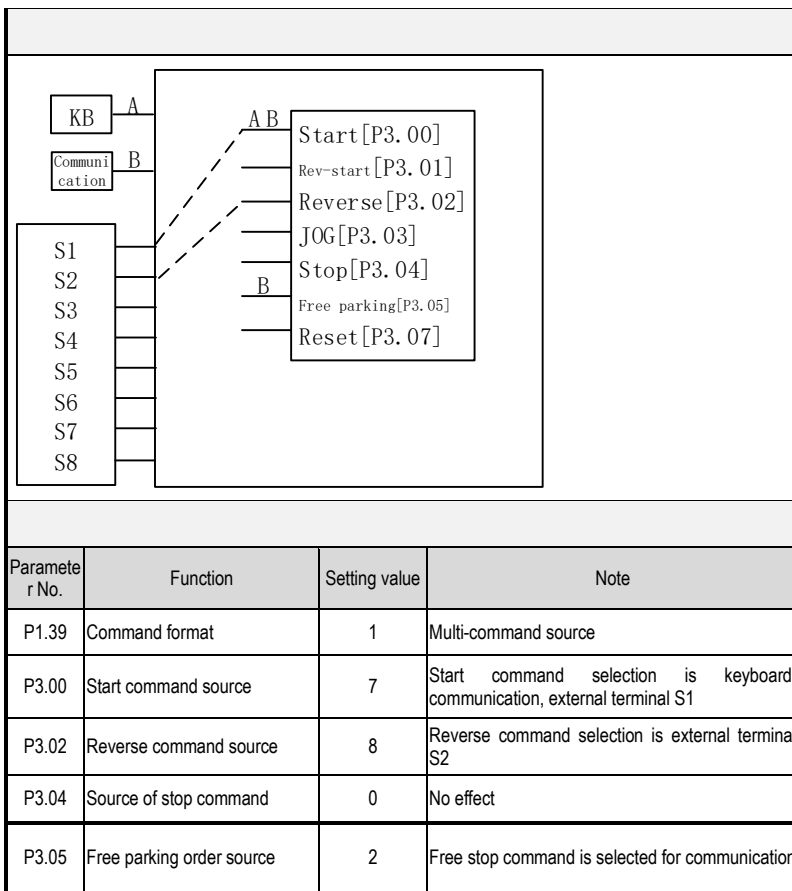 KB
A
Communi
cation
B
S1
S2
S3
S4
S5
S6
S7
S8
A B
B
Start[P3.00]
Rev-start[P3.01]
Reverse[P3.02]
JOG[P3.03]
Stop[P3.04]
Free parking[P3.05]
Reset[P3.07]
Paramete
r No.
Function
Setting value
Note
P1.39
Command format
1
Multi-command source
P3.00
Start command source
7
Start command selection is keyboard
communication, external terminal S1
P3.02
Reverse command source
8
Reverse command selection is external termina
S2
P3.04
Source of stop command
0
No effect
P3.05
Free parking order source
2
Free stop command is selected for communication